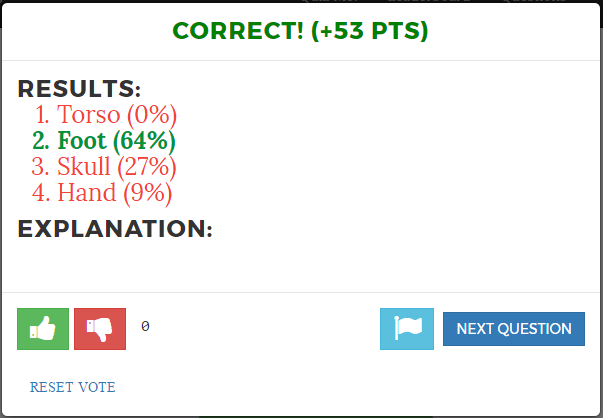 CORRECT! (+53 PTS)
RESULTS:
1. Torso (0%)
2. Foot (64%)
3. Skull (27%)
4. Hand (9%)
EXPLANATION:
0
NEXT QUESTION
RESET VOTE